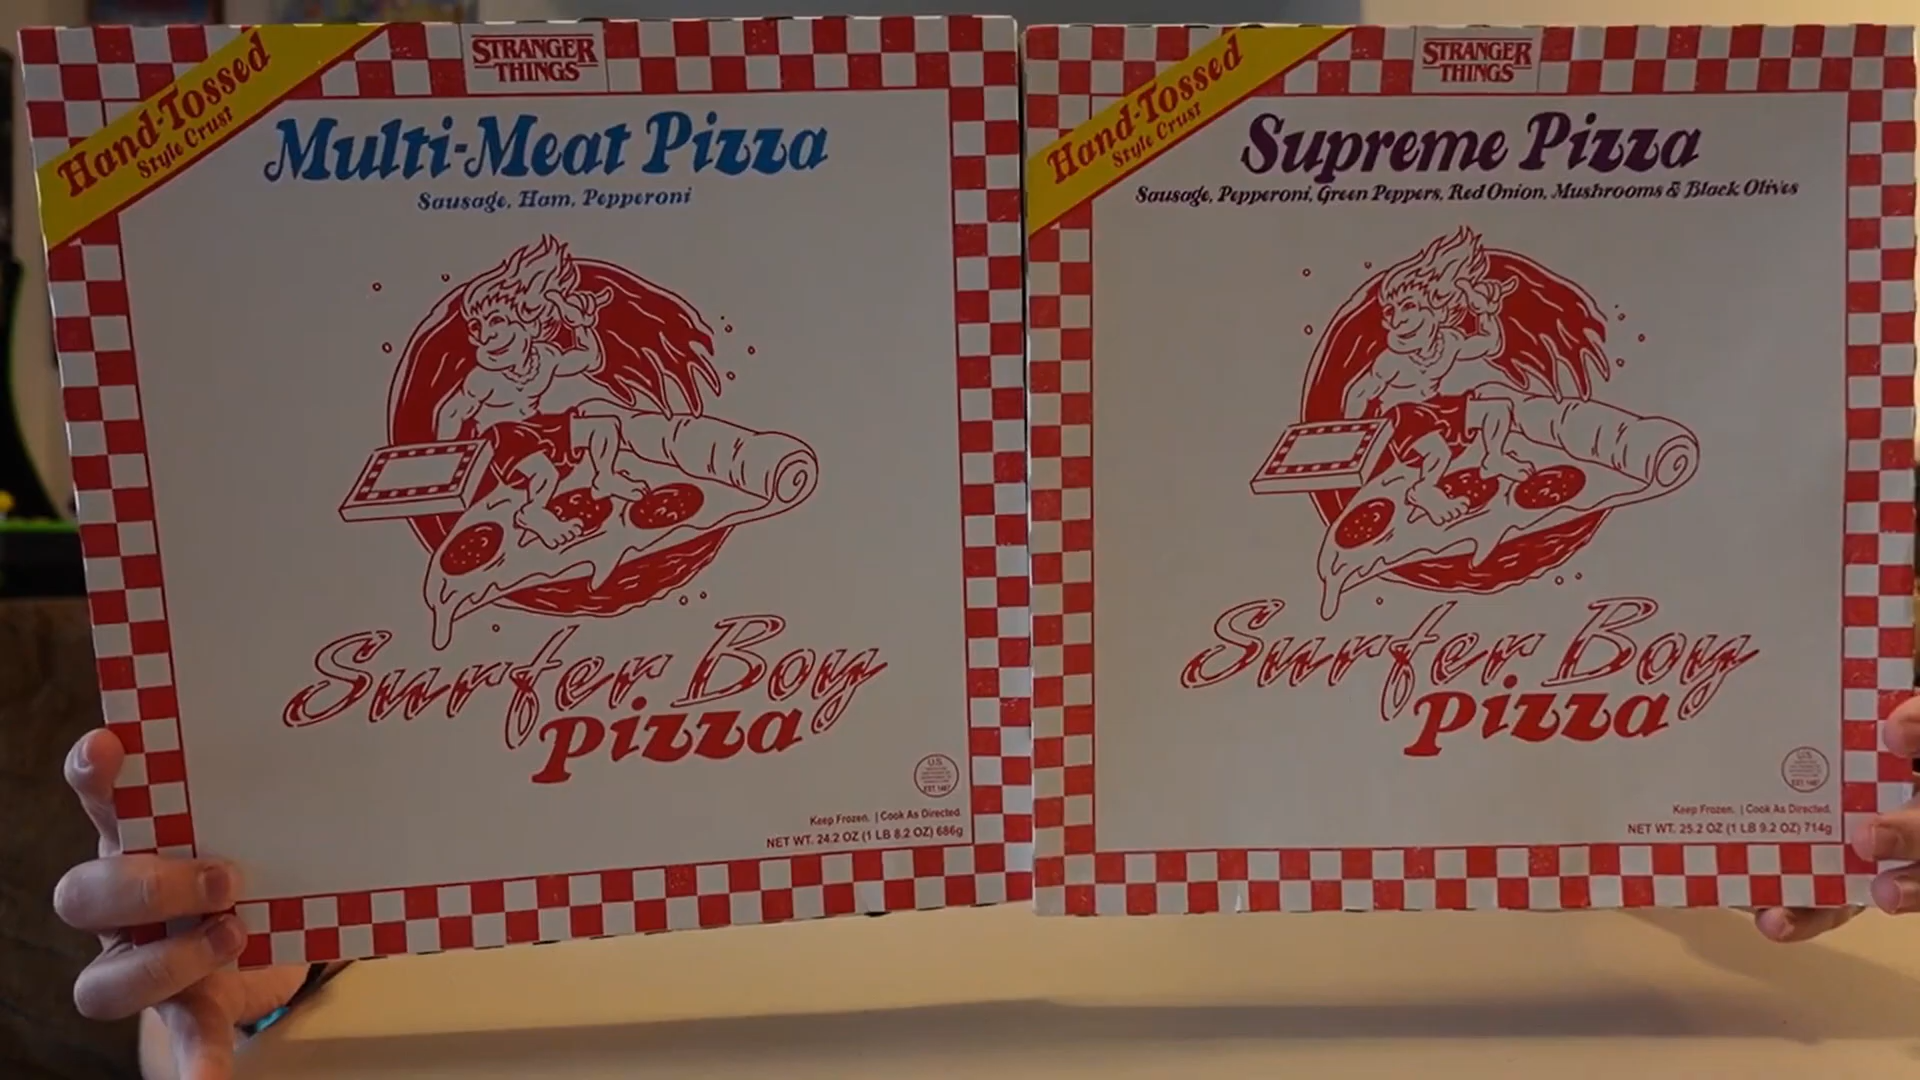 Hand-Tossed
Style Crust
STRANGER
THINGS
Multi-Meat Pizza
Sausage, Ham, Pepperoni
Surfer Boy
Pizza
U.S.
Keep Frozen. | Cook As Directed.
NET WT. 24.2 OZ (1 LB 8.2 OZ) 686g
Hand-Tossed
Style Crust
STRANGER
THINGS
Supreme Pizza
Sausage, Pepperoni, Green Peppers, Red Onion, Mushrooms & Black Olives
Surfer Boy
Pizza
U.S.
Keep Frozen. | Cook As Directed.
NET WT. 25.2 OZ (1 LB 9.2 OZ) 714g